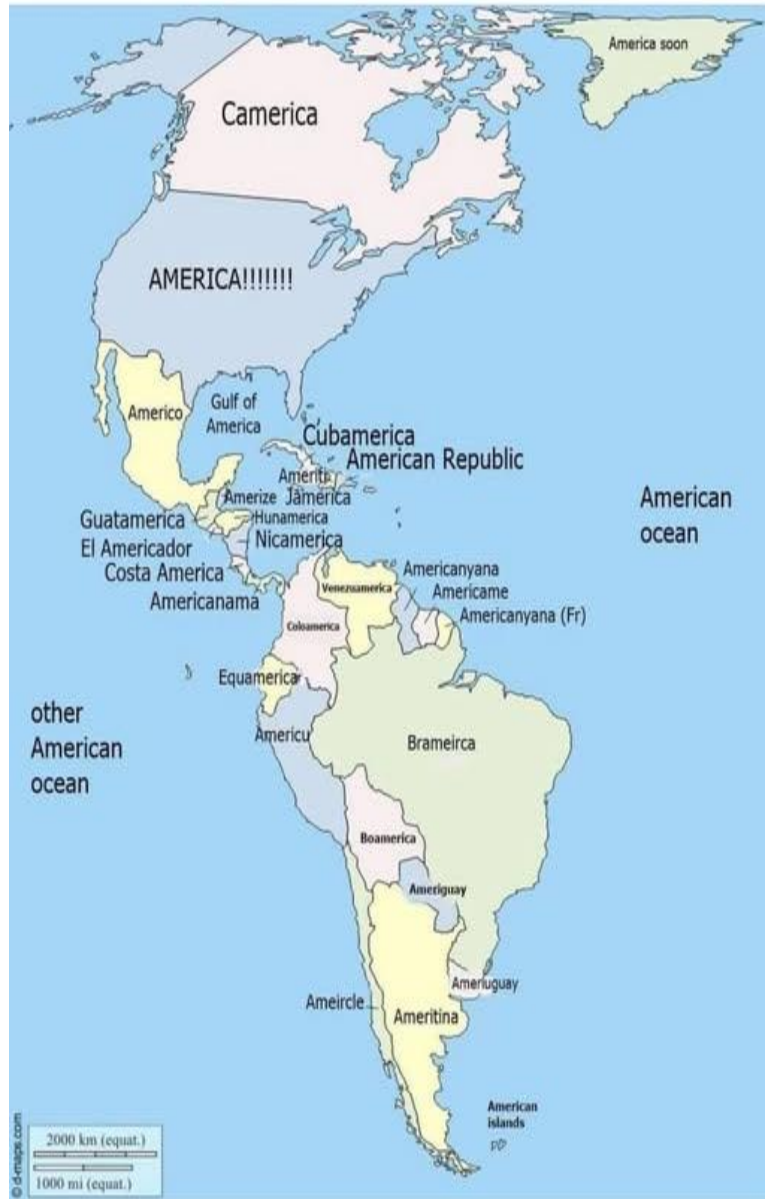 America soon
Camerica
AMERICA!!!!!!!
Americo
Gulf of
America
Cubamerica
American Republic
Ameriti
Jamerica
Amerize
Guatamerica
Hunamerica
El Americador
Nicamerica
Costa America
Americanama
American
ocean
Americanyana
Americame
Americanyana (Fr)
Venezuamerica
Coloamerica
Equamerica
other
American
ocean
Americu
Brameirca
Boamerica
Ameriguay
Ameriuguay
Ameircle
Ameritina
American
islands
2000 km (equat.)
1000 mi (equat.)
© d-maps.com